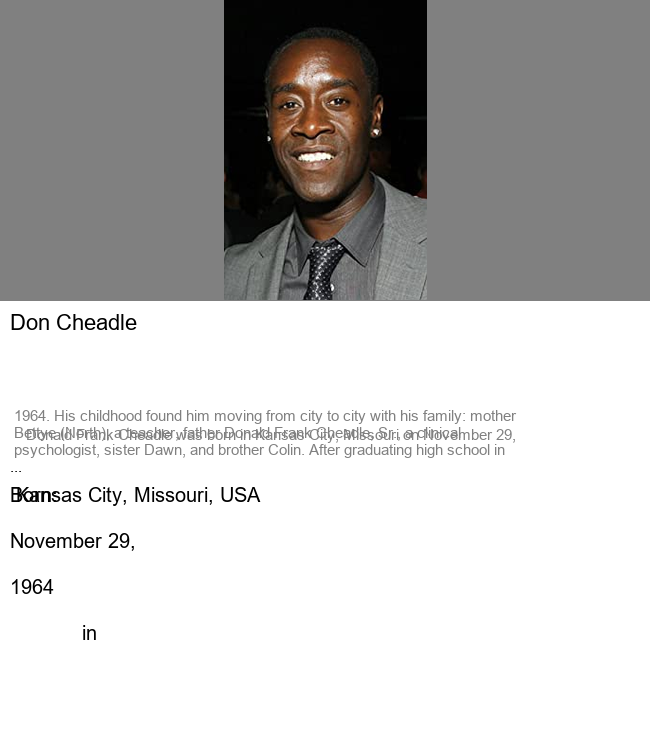 Don Cheadle
1964. His childhood found him moving from city to city with his family: mother
Bettye (North), a teacher, father Donald Frank Cheadle, Sr., a clinical
Donald Frank Cheadle was born in Kansas City, Missouri on November 29,
psychologist, sister Dawn, and brother Colin. After graduating high school in
...
Born:
Kansas City, Missouri, USA
November 29,
1964
in